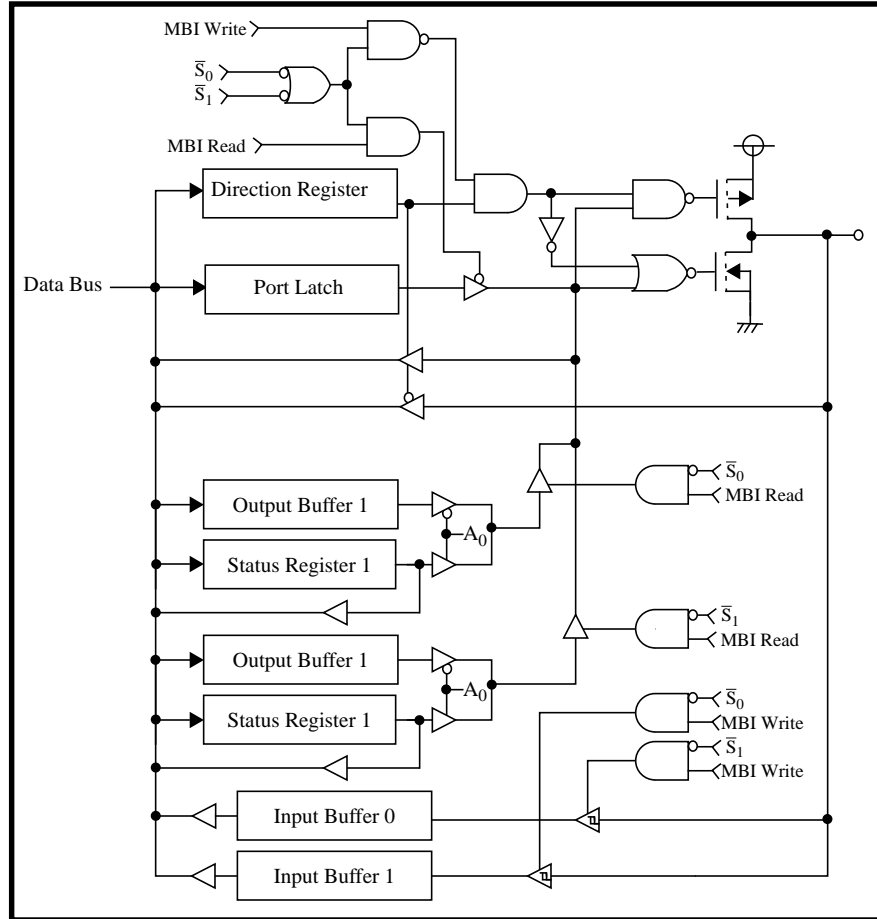 MBI Write
S̅₀
S̅₁
MBI Read
Direction Register
Data Bus
Port Latch
Output Buffer 1
A₀
Status Register 1
S̅₀
MBI Read
Output Buffer 1
A₀
Status Register 1
S̅₁
MBI Read
S̅₀
MBI Write
S̅₁
MBI Write
Input Buffer 0
Input Buffer 1